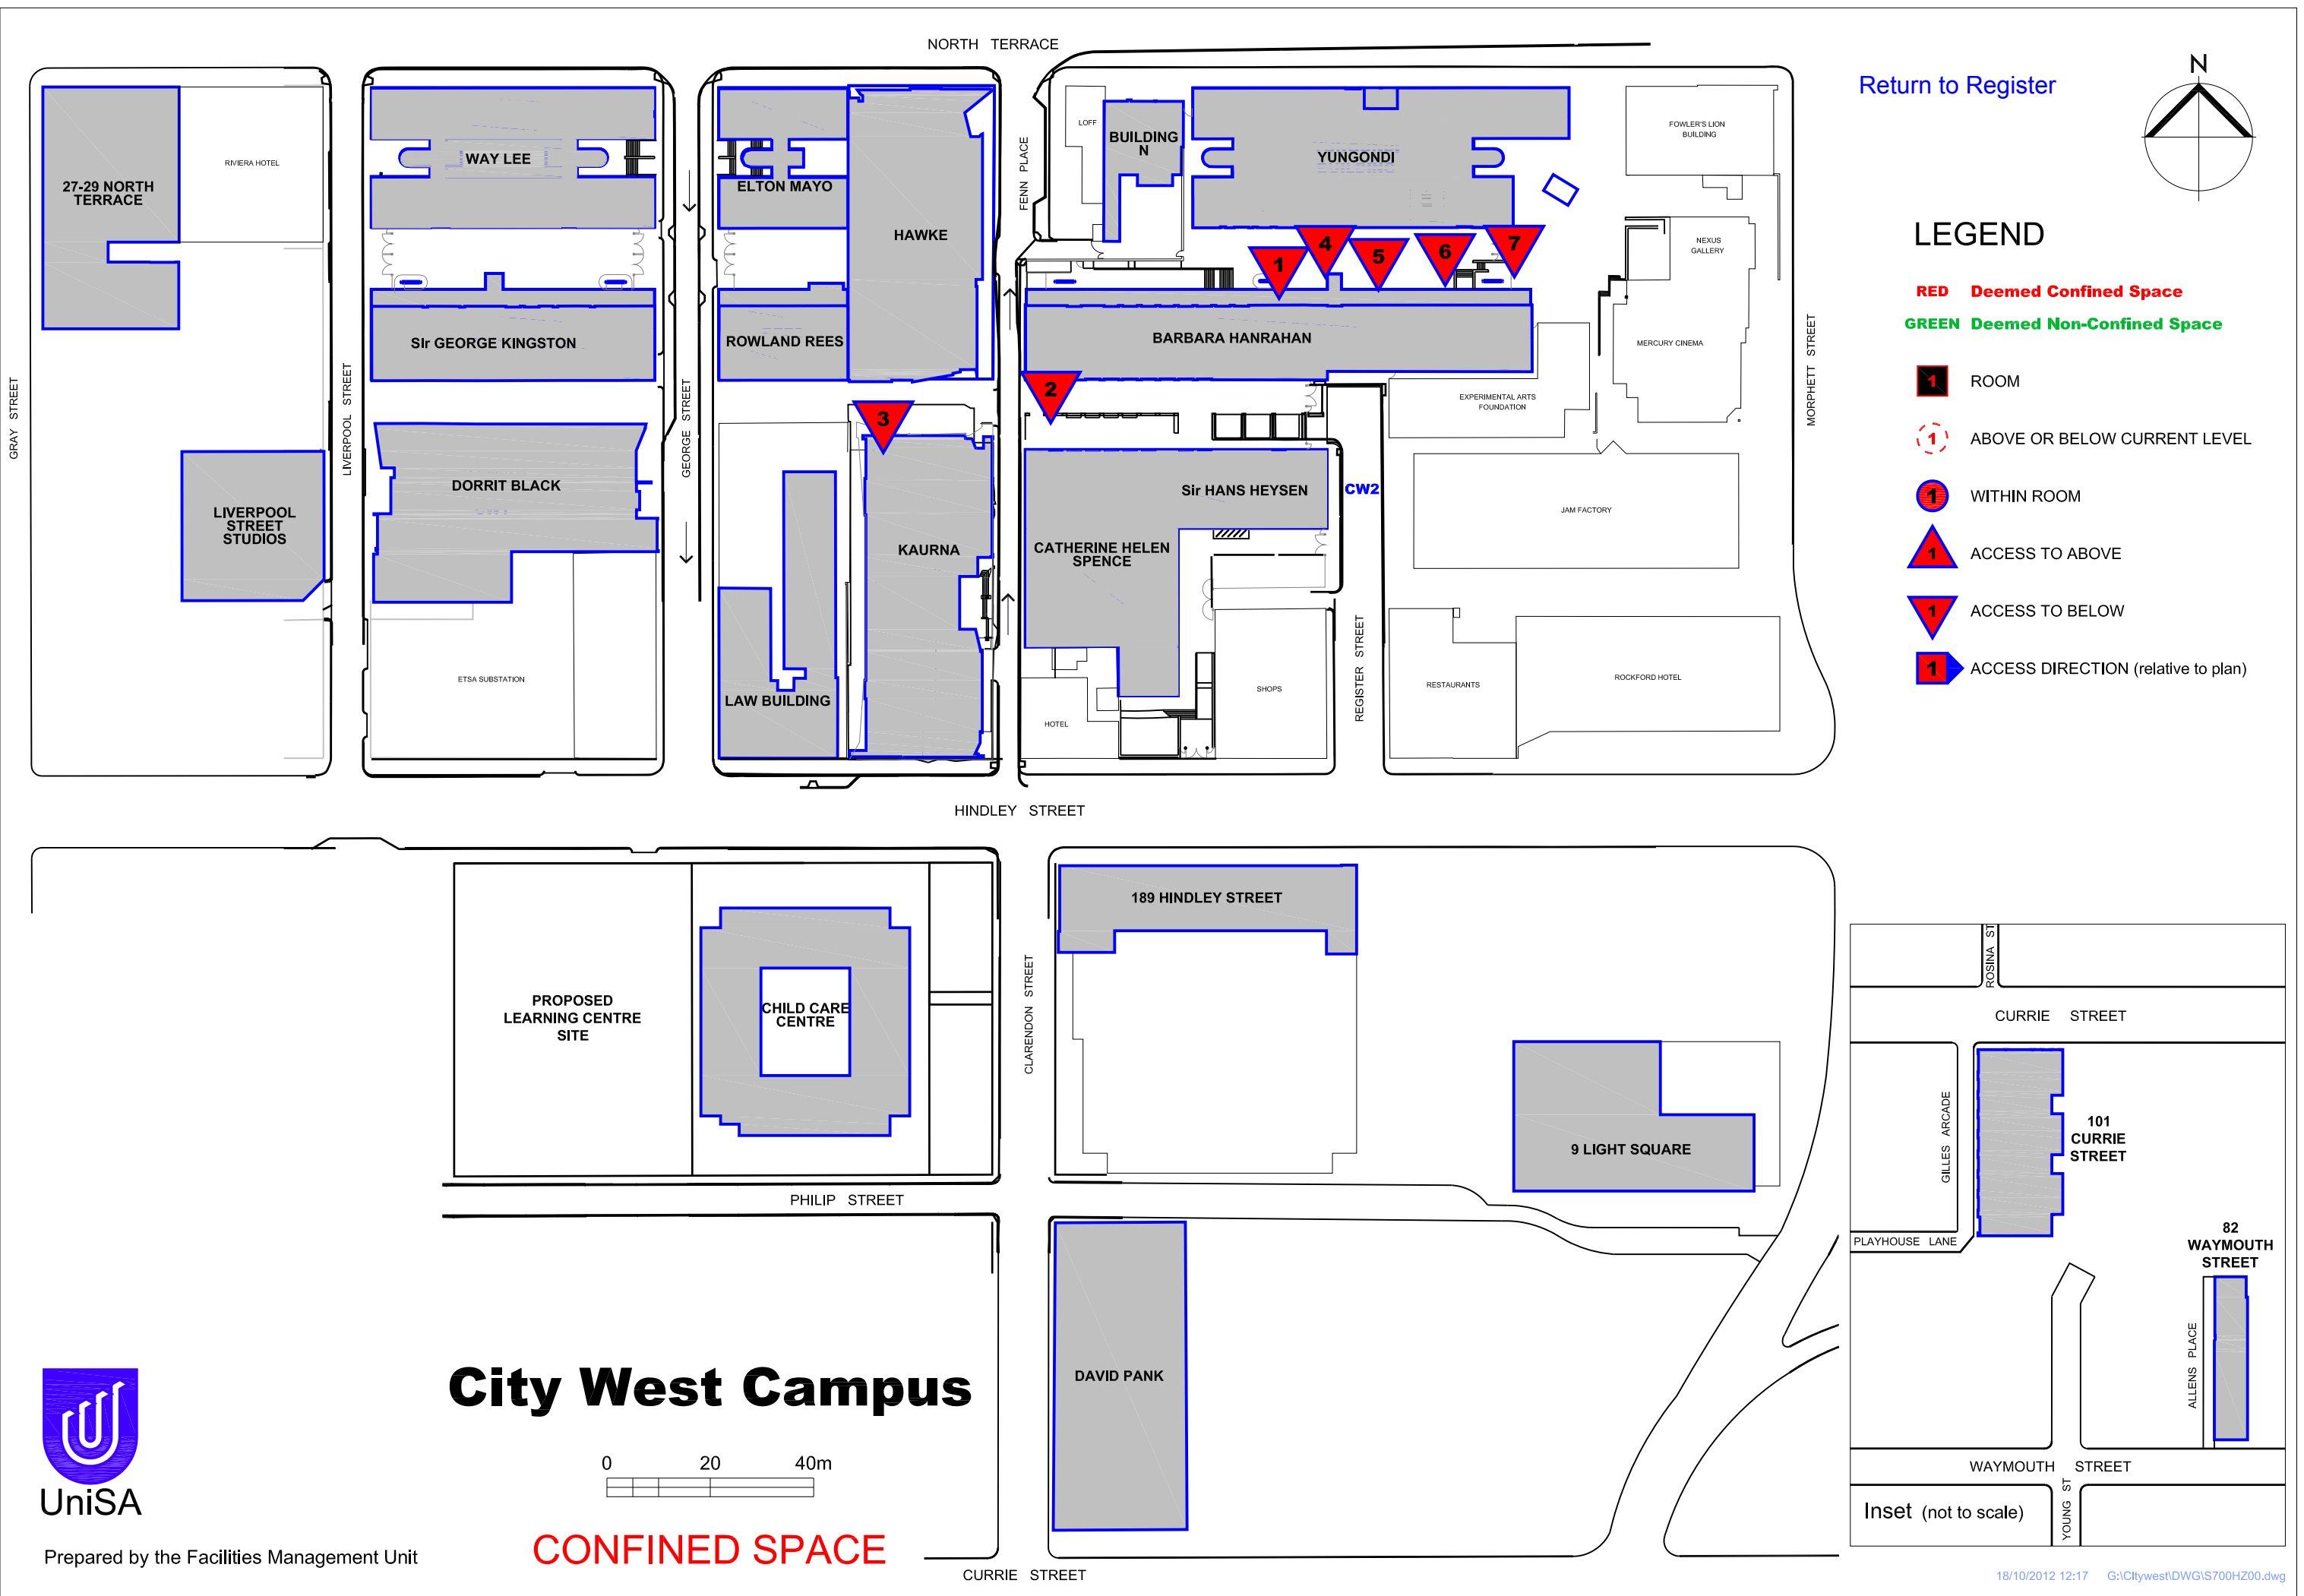 NORTH TERRACE
Return to Register
N
LOFF
BUILDING
N
YUNGONDI
FOWLER'S LION
BUILDING
WAY LEE
RIVIERA HOTEL
27-29 NORTH
TERRACE
ELTON MAYO
FENN PLACE
HAWKE
NEXUS
GALLERY
LEGEND
1
4
5
6
7
RED Deemed Confined Space
GREEN Deemed Non-Confined Space
SIr GEORGE KINGSTON
ROWLAND REES
BARBARA HANRAHAN
MERCURY CINEMA
MORPHETT STREET
GRAY STREET
LIVERPOOL STREET
GEORGE STREET
2
3
EXPERIMENTAL ARTS
FOUNDATION
1 ROOM
1 ABOVE OR BELOW CURRENT LEVEL
DORRIT BLACK
Sir HANS HEYSEN
CW2
1 WITHIN ROOM
LIVERPOOL
STREET
STUDIOS
JAM FACTORY
KAURNA
CATHERINE HELEN
SPENCE
1 ACCESS TO ABOVE
1 ACCESS TO BELOW
ETSA SUBSTATION
LAW BUILDING
HOTEL
SHOPS
REGISTER STREET
RESTAURANTS
ROCKFORD HOTEL
1 ACCESS DIRECTION (relative to plan)
HINDLEY STREET
189 HINDLEY STREET
PROPOSED
LEARNING CENTRE
SITE
CHILD CARE
CENTRE
CLARENDON STREET
9 LIGHT SQUARE
PHILIP STREET
DAVID PANK
ROSINA ST
CURRIE STREET
GILLES ARCADE
101
CURRIE
STREET
PLAYHOUSE LANE
82
WAYMOUTH
STREET
ALLENS PLACE
WAYMOUTH STREET
YOUNG ST
Inset (not to scale)
City West Campus
0 20 40m
UniSA
CONFINED SPACE
Prepared by the Facilities Management Unit
CURRIE STREET
18/10/2012 12:17 G:\Citywest\DWG\S700HZ00.dwg